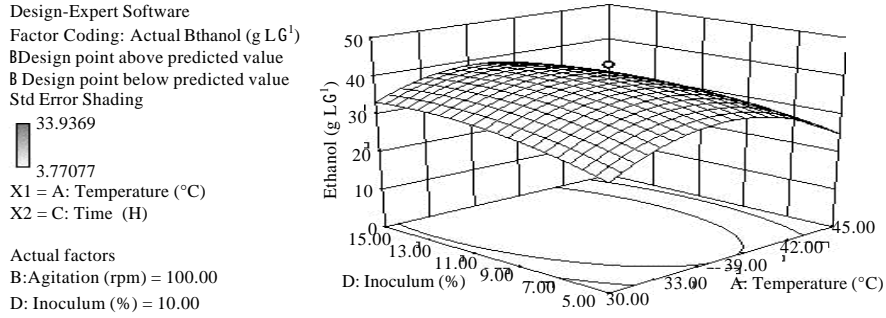 Design-Expert Software
Factor Coding: Actual Bthanol (g LG¹)
BDesign point above predicted value
B Design point below predicted value
Std Error Shading
33.9369
3.77077
X1 = A: Temperature (°C)
X2 = C: Time (H)
Actual factors
B:Agitation (rpm) = 100.00
D: Inoculum (%) = 10.00
Ethanol (g LG¹)
50
40
30
20
10
0
15.00
13.00
11.00
9.00
7.00
5.00
D: Inoculum (%)
30.00
33.00
39.00
42.00
45.00
A: Temperature (°C)